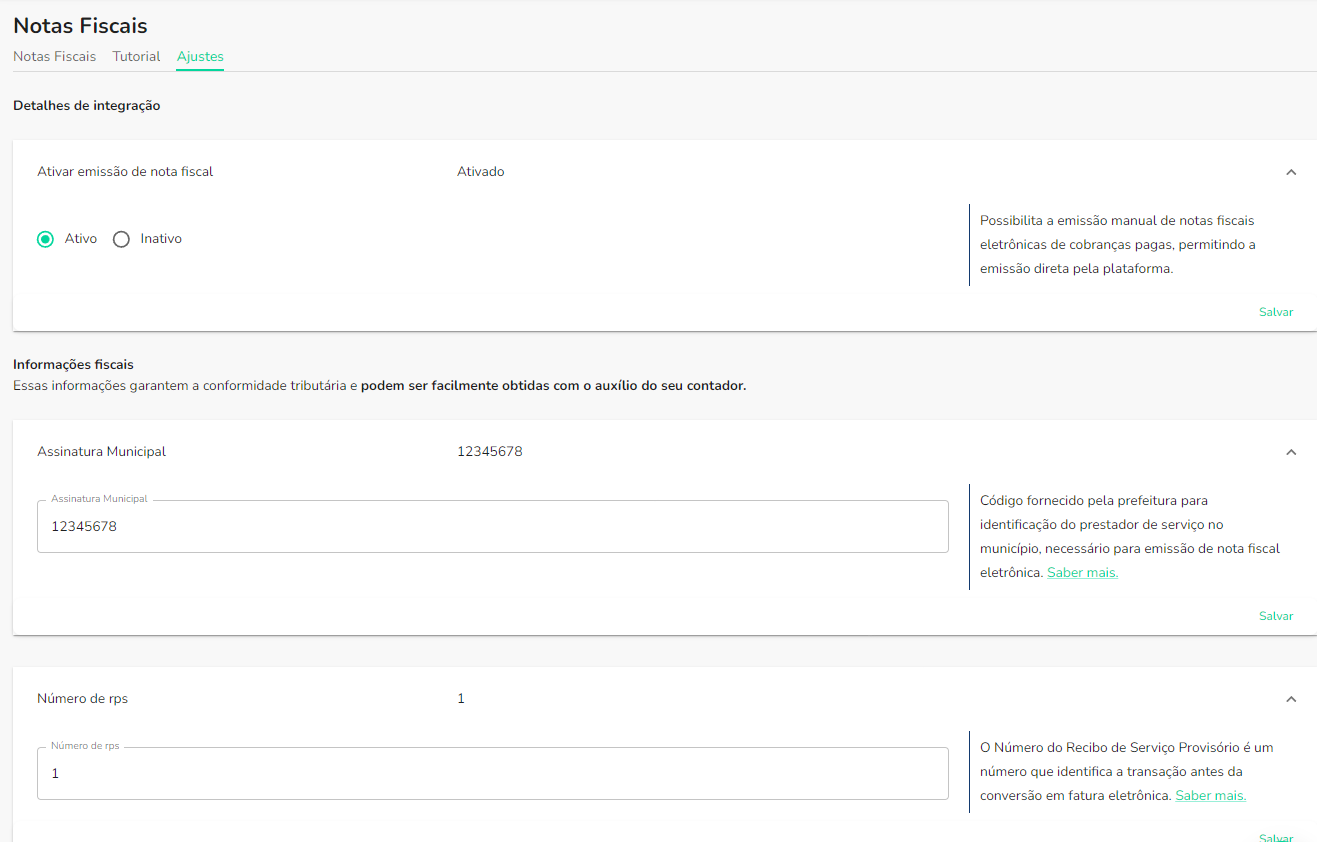 Notas Fiscais
Notas Fiscais Tutorial Ajustes
Detalhes de integração
Ativar emissão de nota fiscal Ativado
Ativo Inativo
Possibilita a emissão manual de notas fiscais
eletrônicas de cobranças pagas, permitindo a
emissão direta pela plataforma.
Salvar
Informações fiscais
Essas informações garantem a conformidade tributária e podem ser facilmente obtidas com o auxílio do seu contador.
Assinatura Municipal 12345678
Assinatura Municipal
12345678
Código fornecido pela prefeitura para
identificação do prestador de serviço no
município, necessário para emissão de nota fiscal
eletrônica. Saber mais.
Salvar
Número de rps 1
Número de rps
1
O Número do Recibo de Serviço Provisório é um
número que identifica a transação antes da
conversão em fatura eletrônica. Saber mais.
Salvar